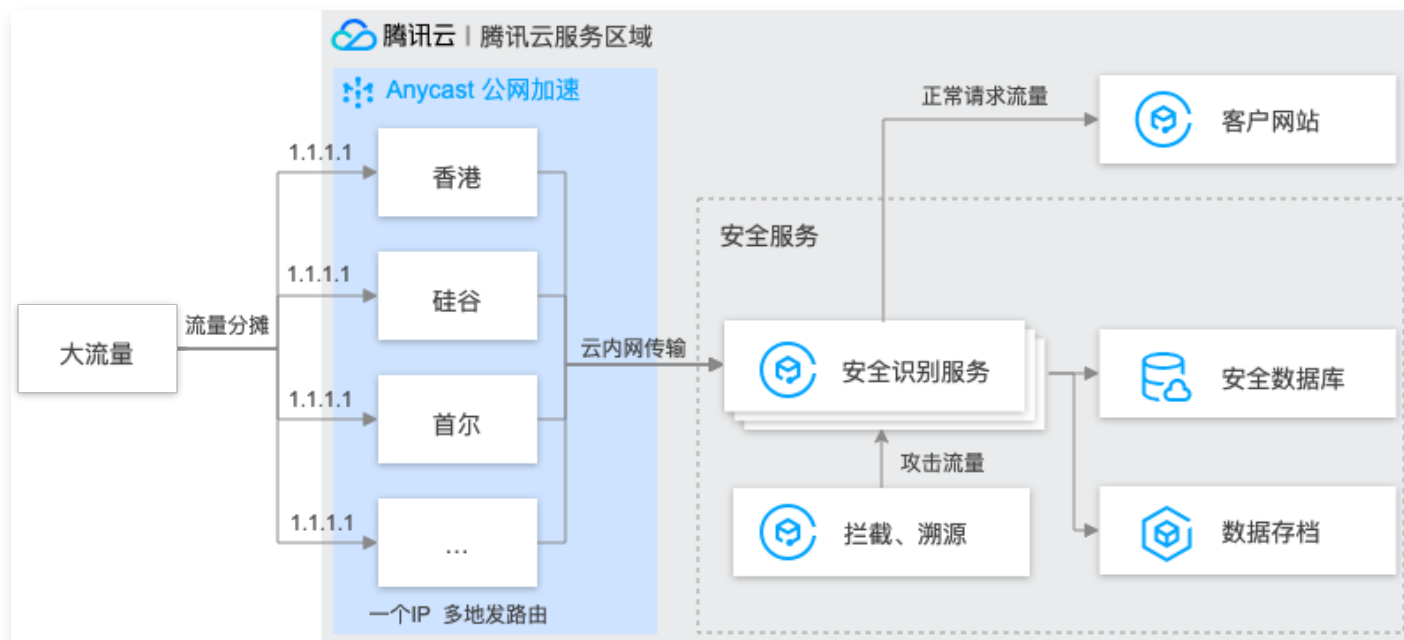 腾讯云 | 腾讯云服务区域
Anycast 公网加速
大流量
流量分摊
1.1.1.1
香港
1.1.1.1
硅谷
1.1.1.1
首尔
1.1.1.1
...
一个IP 多地发路由
云内网传输
正常请求流量
客户网站
安全服务
安全识别服务
安全数据库
攻击流量
拦截、溯源
数据存档